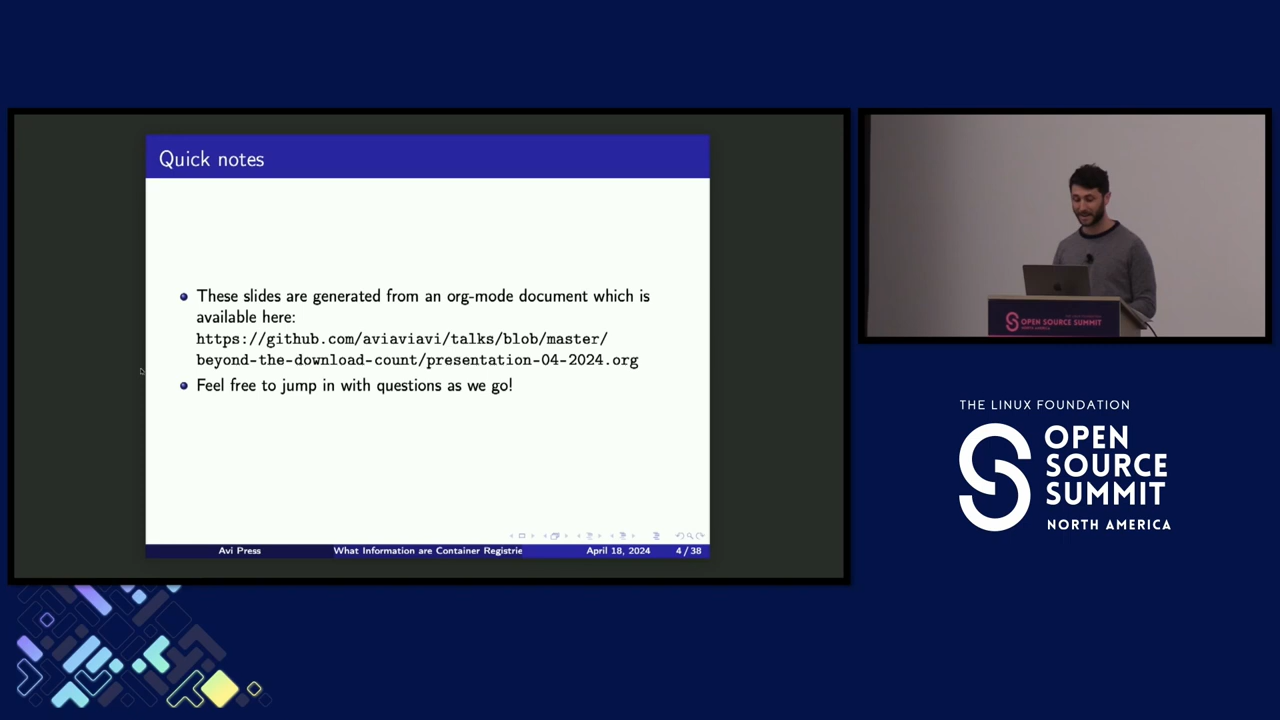 Quick notes
These slides are generated from an org-mode document which is
available here:
https://github.com/aviaviavi/talks/blob/master/
beyond-the-download-count/presentation-04-2024.org
Feel free to jump in with questions as we go!
Avi Press
What Information are Container Registrie
April 18, 2024
4 / 38
OPEN SOURCE SUMMIT
THE LINUX FOUNDATION
OPEN
SOURCE
SUMMIT
NORTH AMERICA